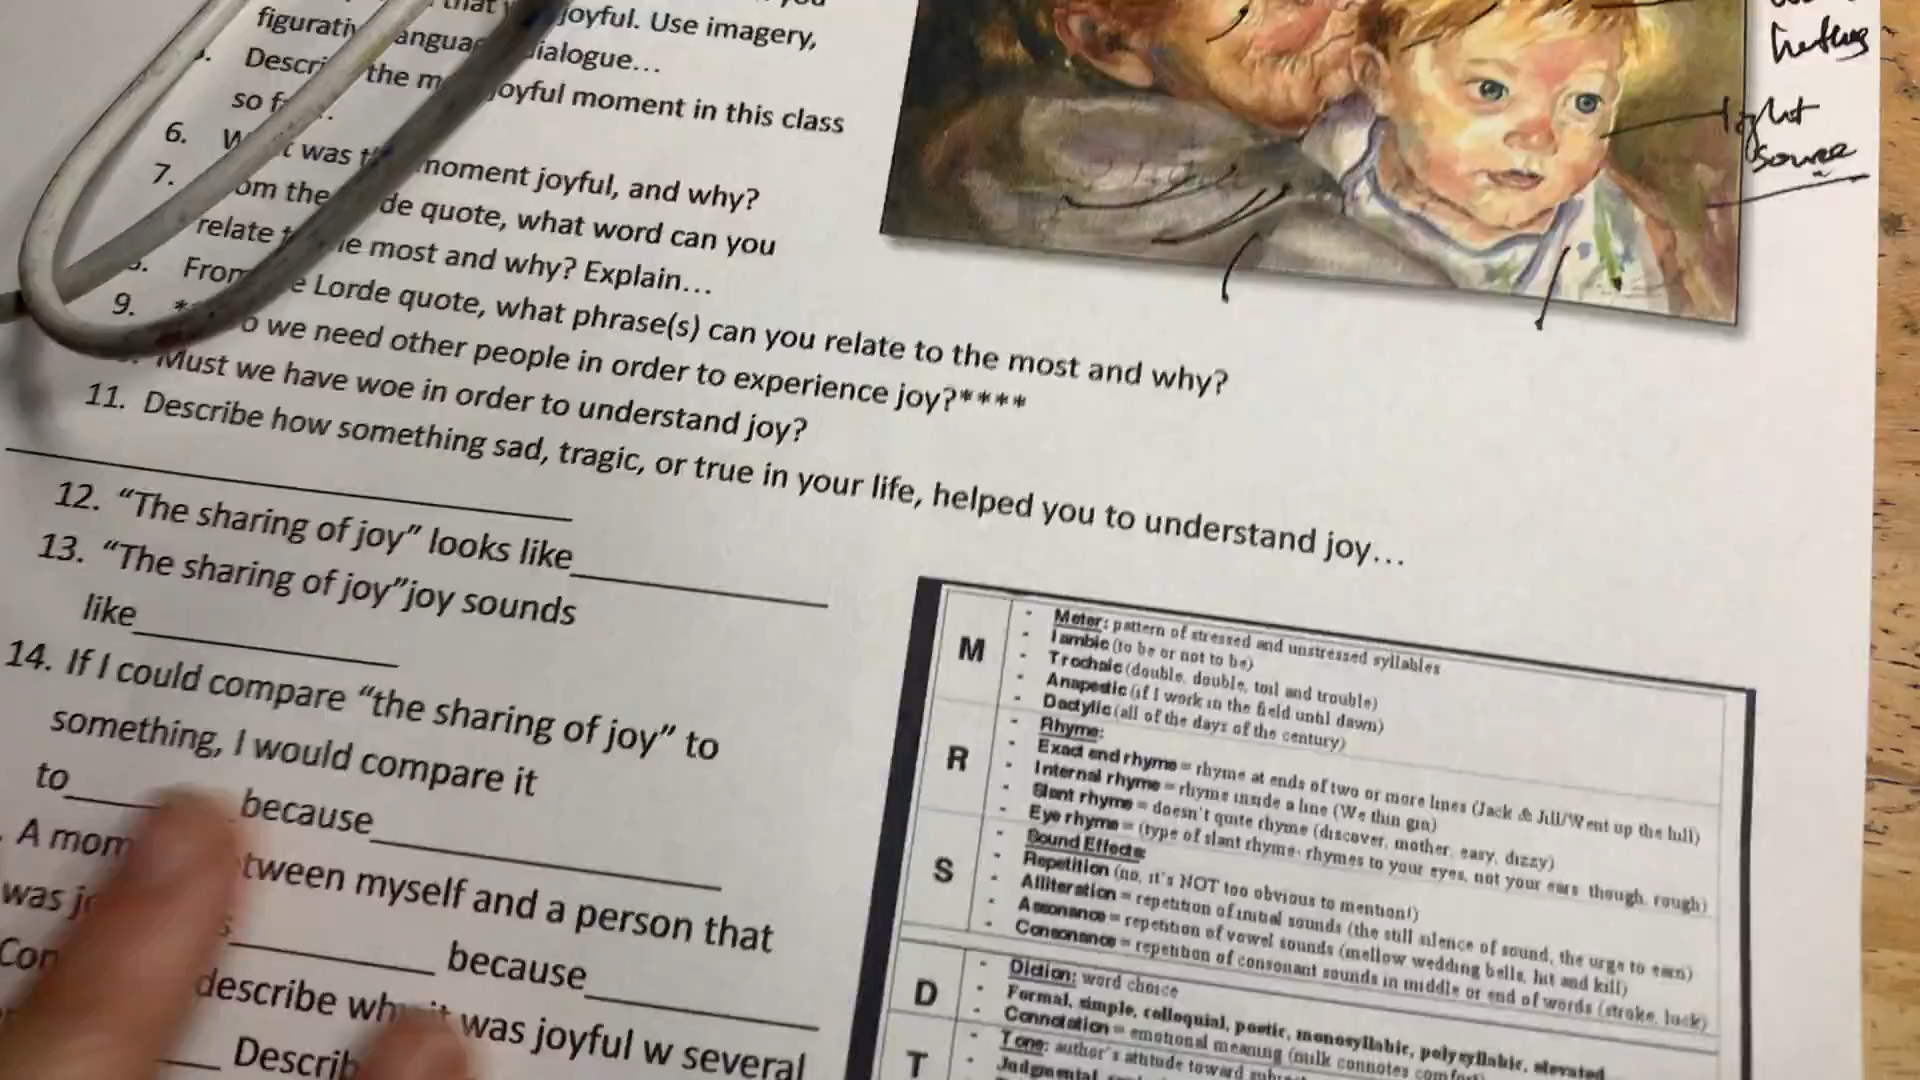 joyful. Use imagery,
dialogue...
the joyful moment in this class
so
6. was moment joyful, and why?
7. the quote, what word can you
relate the most and why? Explain...
From Lorde quote, what phrase(s) can you relate to the most and why?
9. we need other people in order to experience joy?****
Must we have woe in order to understand joy?
11. Describe how something sad, tragic, or true in your life, helped you to understand joy...
12. “The sharing of joy” looks like
13. “The sharing of joy”joy sounds
like
14. If I could compare “the sharing of joy” to
something, I would compare it
to because
A between myself and a person that
was
because
describe it was joyful w several
light
source
M
Meter: pattern of stressed and unstressed syllables
Iambic (to be or not to be)
Trochaic (double, double, toil and trouble)
Anapestic (if I work in the field until dawn)
Dactylic (all of the days of the century)
R
Rhyme:
Exact end rhyme = rhyme at ends of two or more lines (Jack & Jill/Went up the hill)
Internal rhyme = rhyme inside a line (We thin gin)
Slant rhyme = doesn't quite rhyme (discover, mother, easy, dizzy)
Eye rhyme = (type of slant rhyme- rhymes to your eyes, not your ears though, rough)
S
Sound Effects:
Repetition (no, it's NOT too obvious to mention!)
Alliteration = repetition of initial sounds (the still silence of sound, the urge to earn)
Assonance = repetition of vowel sounds (mellow wedding bells, hit and kill)
Consonance = repetition of consonant sounds in middle or end of words (stroke, luck)
D
Diction: word choice
Formal, simple, colloquial, poetic, monosyllabic, polysyllabic, elevated
Connotation = emotional meaning (milk connotes comfort)
T
Tone: author's attitude toward
Judgmental,